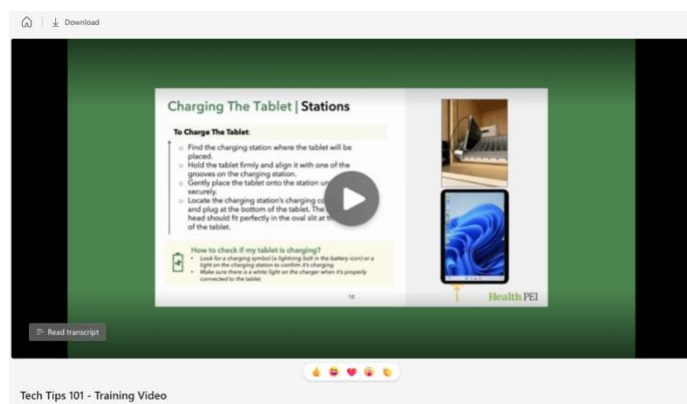 Download
Charging The Tablet | Stations
To Charge The Tablet:
Find the charging station where the tablet will be
placed.
Hold the tablet firmly and align it with one of the
grooves on the charging station.
Gently place the tablet onto the station
securely.
Locate the charging station's charging
and plug at the bottom of the tablet. The
head should fit perfectly in the oval slit at
of the tablet.
How to check if my tablet is charging?
Look for a charging symbol (a lightning bolt in the battery icon) or a
light on the charging station to confirm it's charging.
Make sure there is a white light on the charger when it's properly
connected to the tablet.
12
Health PEI
Read transcript
Tech Tips 101 - Training Video